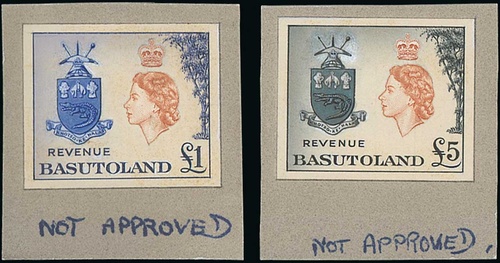 REVENUE
BASUTOLAND £1
NOT APPROVED
REVENUE
BASUTOLAND £5
NOT APPROVED.